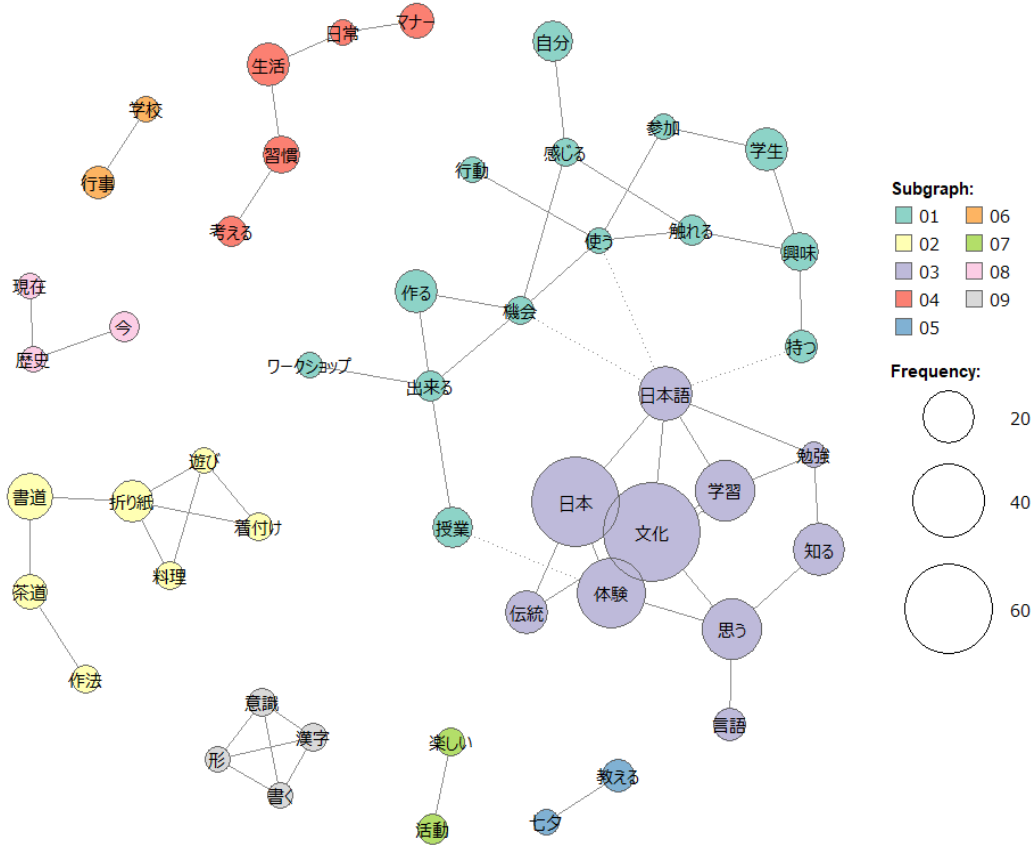 マナー
日常
自分
生活
学校
参加
学生
習慣
感じる
行動
行事
考える
触れる
使う
興味
現在
作る
機会
今
持つ
歴史
ワークショップ
出来る
日本語
遊び
勉強
書道
折り紙
学習
日本
着付け
授業
文化
知る
料理
茶道
体験
伝統
思う
作法
意識
言語
漢字
楽しい
形
教える
書く
七夕
活動
Subgraph:
01 06
02 07
03 08
04 09
05
Frequency:
20
40
60